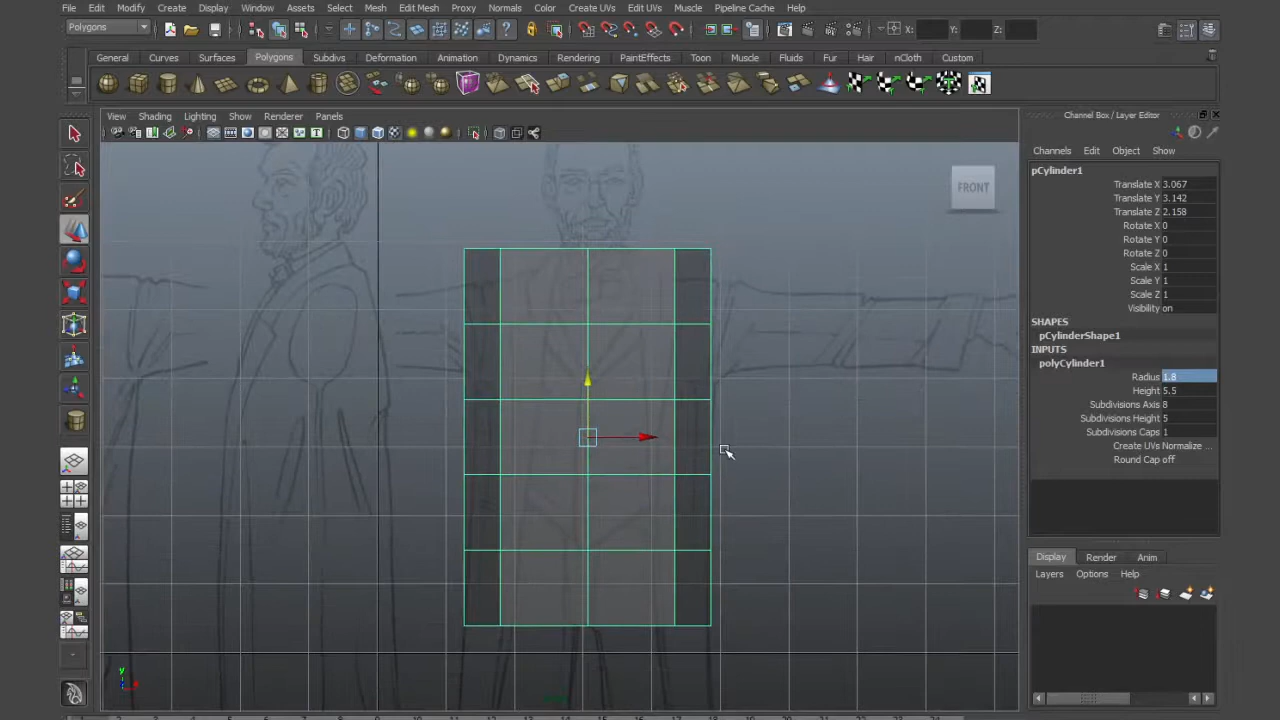 File Edit Modify Create Display Window Assets Select Mesh Edit Mesh Proxy Normals Color Create UVs Edit UVs Muscle Pipeline Cache Help
Polygons X: Y: Z:
General Curves Surfaces Polygons Subdivs Deformation Animation Dynamics Rendering PaintEffects Toon Muscle Fluids Fur Hair nCloth Custom
View Shading Lighting Show Renderer Panels
Channel Box / Layer Editor
Channels Edit Object Show
pCylinder1
Translate X 3.067
Translate Y 3.142
Translate Z 2.158
Rotate X 0
Rotate Y 0
Rotate Z 0
Scale X 1
Scale Y 1
Scale Z 1
Visibility on
SHAPES
pCylinderShape1
INPUTS
polyCylinder1
Radius 1.8
Height 5.5
Subdivisions Axis 8
Subdivisions Height 5
Subdivisions Caps 1
Create UVs Normalize ...
Round Cap off
FRONT
Display Render Anim
Layers Options Help
y